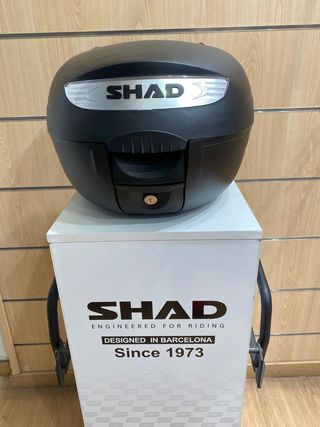 SHAD
SHAD
ENGINEERED FOR RIDING
DESIGNED IN BARCELONA
Since 1973